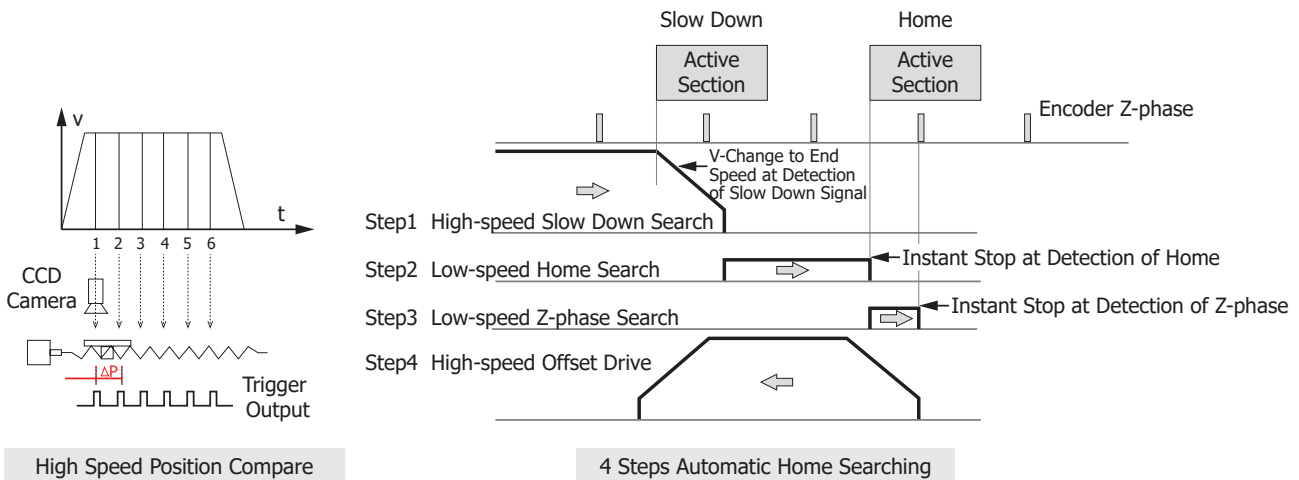 v
t
1 2 3 4 5 6
CCD
Camera
ΔP
Trigger
Output
High Speed Position Compare
Slow Down
Home
Active
Section
Active
Section
Encoder Z-phase
V-Change to End
Speed at Detection
of Slow Down Signal
Step1 High-speed Slow Down Search
Step2 Low-speed Home Search
Instant Stop at Detection of Home
Step3 Low-speed Z-phase Search
Instant Stop at Detection of Z-phase
Step4 High-speed Offset Drive
4 Steps Automatic Home Searching